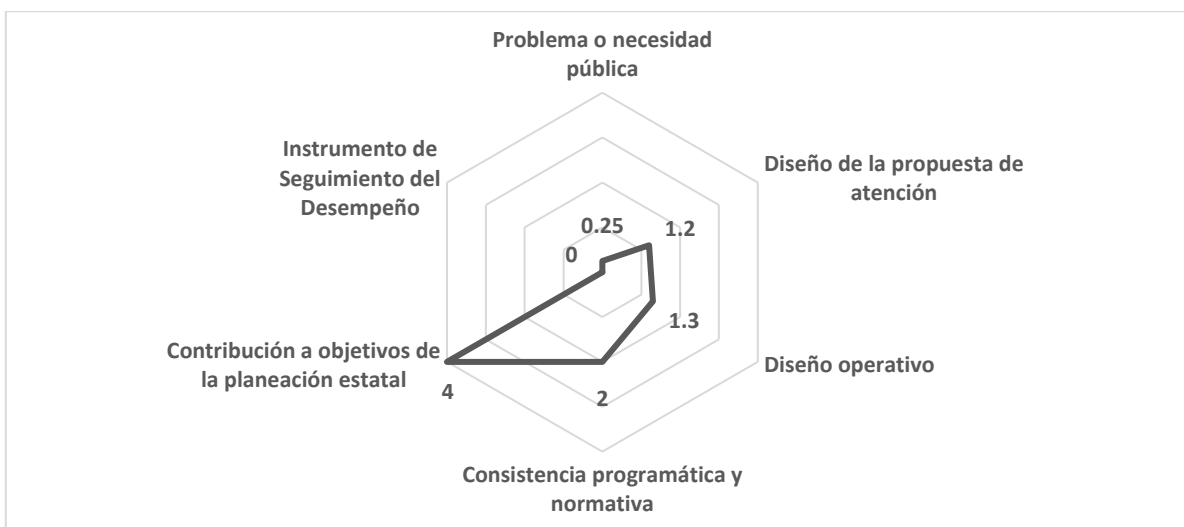 Problema o necesidad
pública
Diseño de la propuesta de
atención
Instrumento de
Seguimiento del
Desempeño
0.25
1.2
0
1.3
Contribución a objetivos de
la planeación estatal
Diseño operativo
4
2
Consistencia programática y
normativa